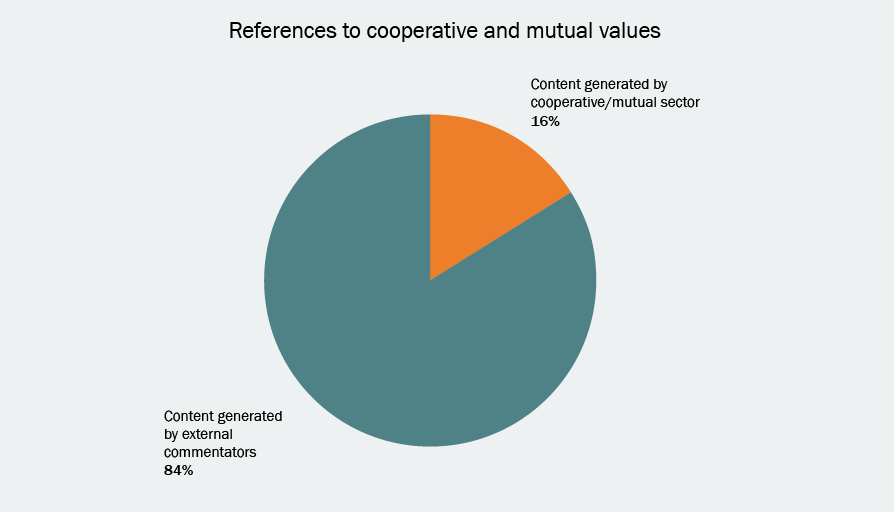 References to cooperative and mutual values
Content generated by
cooperative/mutual sector
16%
Content generated
by external
commentators
84%